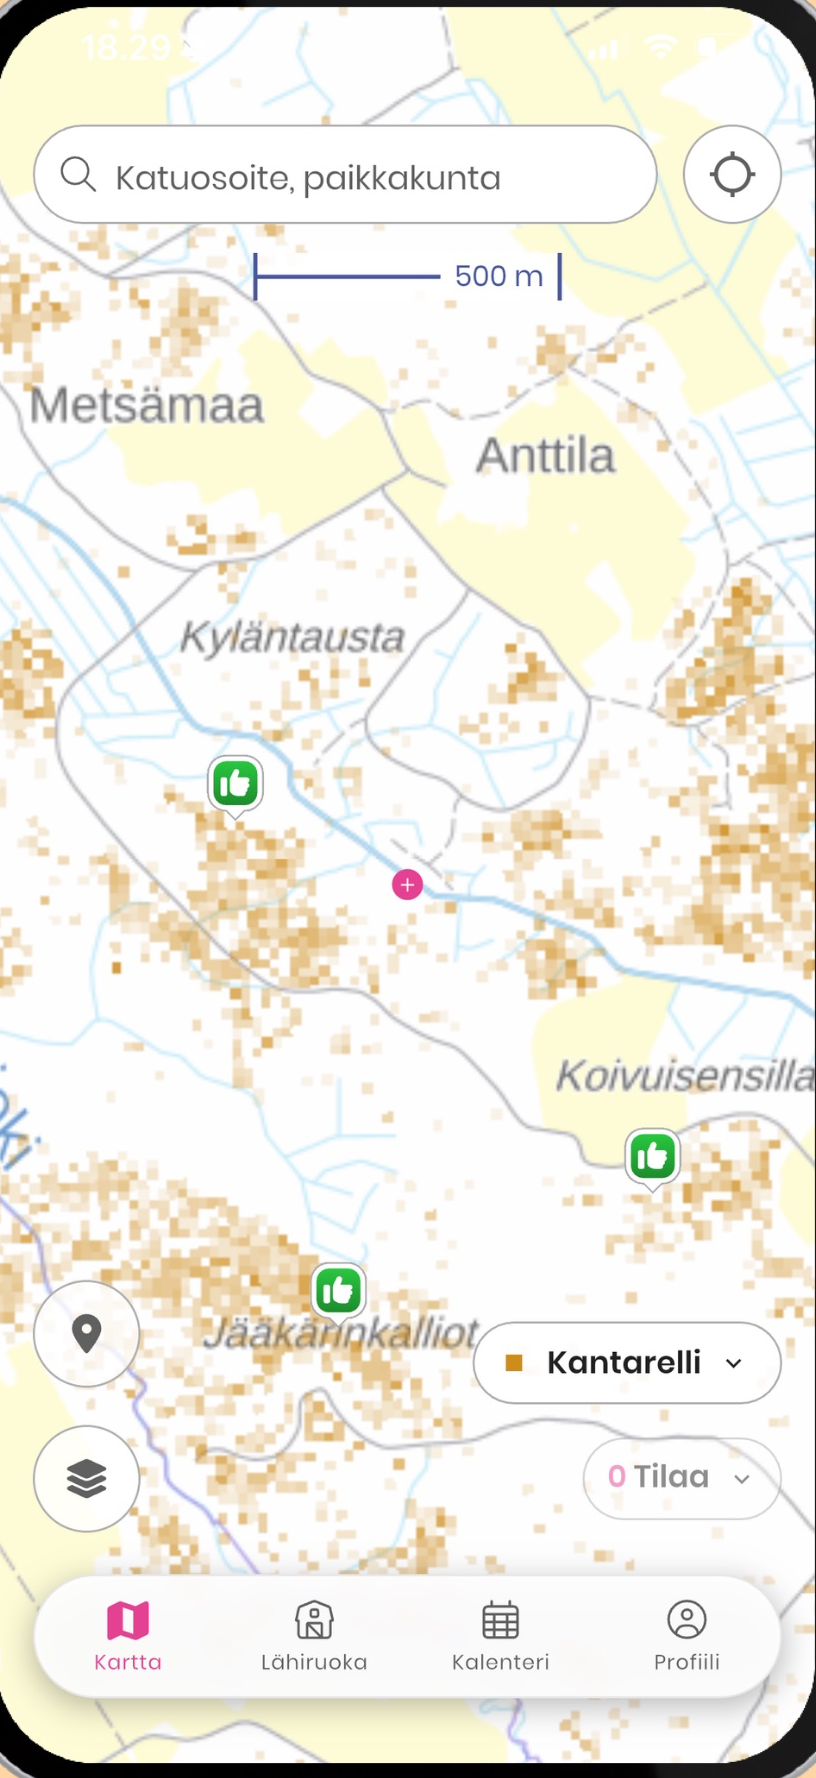 18.29
Katuosoite, paikkakunta
500 m
Metsämaa
Anttila
Kyläntausta
Koivuisensilla
Jääkärinkalliot
Kantarelli
0 Tilaa
Kartta
Lähiruoka
Kalenteri
Profiili